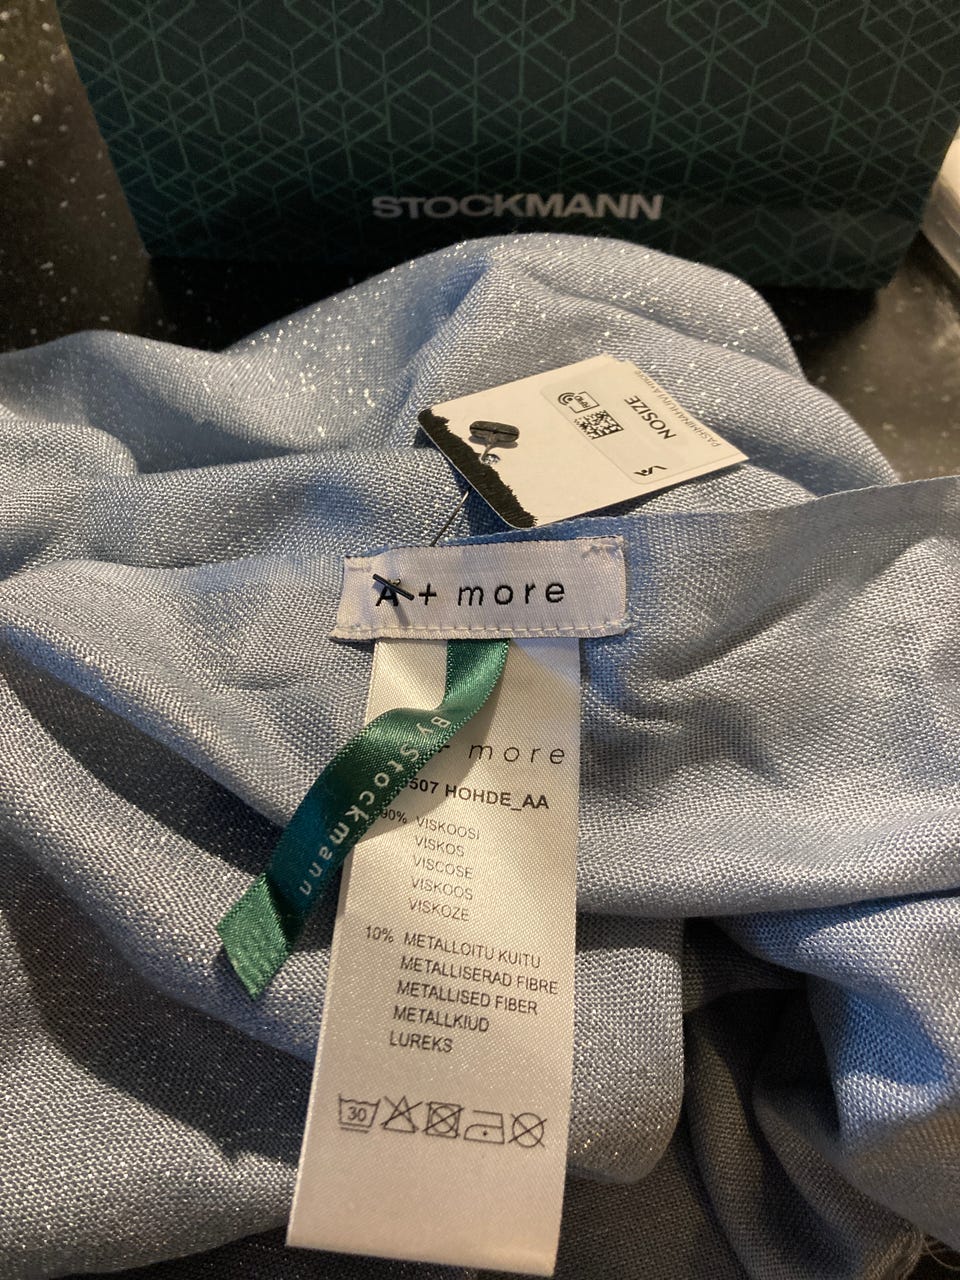 STOCKMANN
NOSIZE
A + more
+ more
507 HOHDE_AA
90% VISKOOSI
VISKOS
VISCOSE
VISKOOS
VISKOZE
10% METALLOITU KUITU
METALLISERAD FIBRE
METALLISED FIBER
METALLKIUD
LUREKS
30
By Stockmann